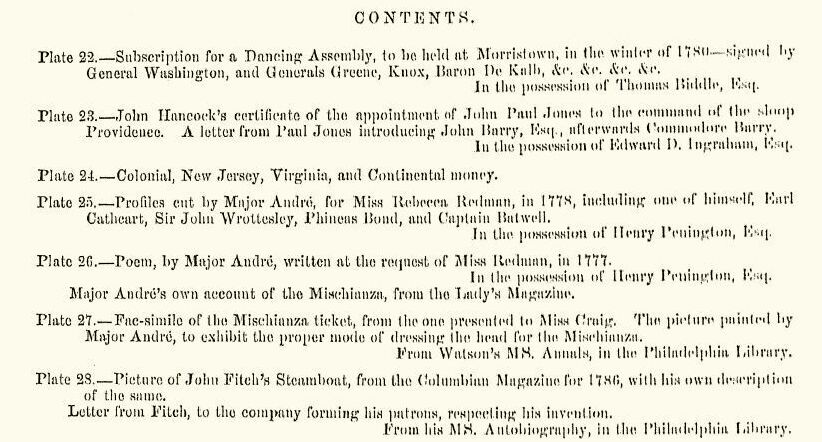 CONTENTS.
Plate 22.—Subscription for a Dancing Assembly, to be held at Morristown, in the winter of 1780—signed by
General Washington, and Generals Greene, Knox, Baron De Kalb, &c. &c. &c. &c.
In the possession of Thomas Biddle, Esq.
Plate 23.—John Hancock's certificate of the appointment of John Paul Jones to the command of the sloop
Providence. A letter from Paul Jones introducing John Barry, Esq., afterwards Commodore Barry.
In the possession of Edward D. Ingraham, Esq.
Plate 24.—Colonial, New Jersey, Virginia, and Continental money.
Plate 25.—Profiles cut by Major André, for Miss Rebecca Redman, in 1778, including one of himself, Earl
Cathcart, Sir John Wrottesley, Phineas Bond, and Captain Batwell.
In the possession of Henry Penington, Esq.
Plate 26.—Poem, by Major André, written at the request of Miss Redman, in 1777.
In the possession of Henry Penington, Esq.
Major André's own account of the Mischianza, from the Lady's Magazine.
Plate 27.—Fac-simile of the Mischianza ticket, from the one presented to Miss Craig. The picture painted by
Major André, to exhibit the proper mode of dressing the head for the Mischianza.
From Watson's MS. Annals, in the Philadelphia Library.
Plate 28.—Picture of John Fitch's Steamboat, from the Columbian Magazine for 1786, with his own description
of the same.
Letter from Fitch, to the company forming his patrons, respecting his invention.
From his MS. Autobiography, in the Philadelphia Library.